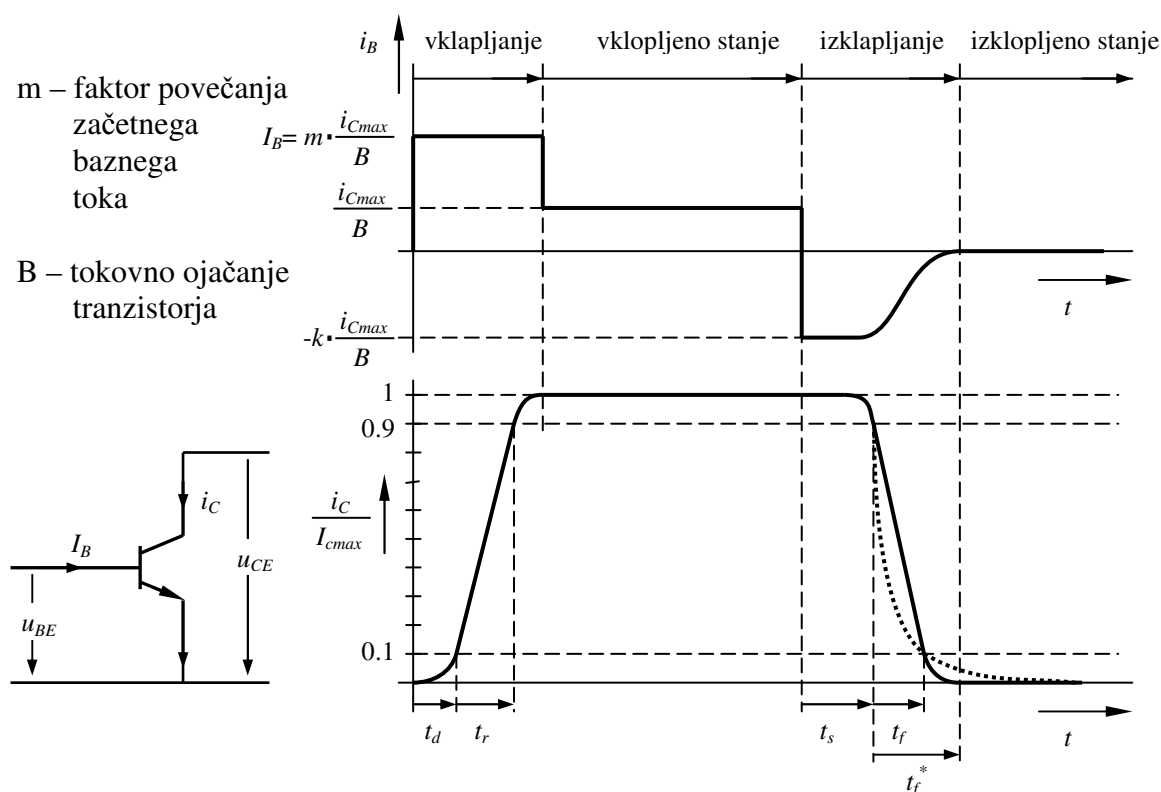 i_B
vklapljanje
vklopljeno stanje
izklapljanje
izklopljeno stanje
m – faktor povečanja
začetnega
baznega
toka
I_B= m·i_Cmax/B
i_Cmax/B
B – tokovno ojačanje
tranzistorja
-k·i_Cmax/B
t
1
0.9
i_C/I_cmax
0.1
i_C
I_B
u_CE
u_BE
t_d
t_r
t_s
t_f
t
t_f^*